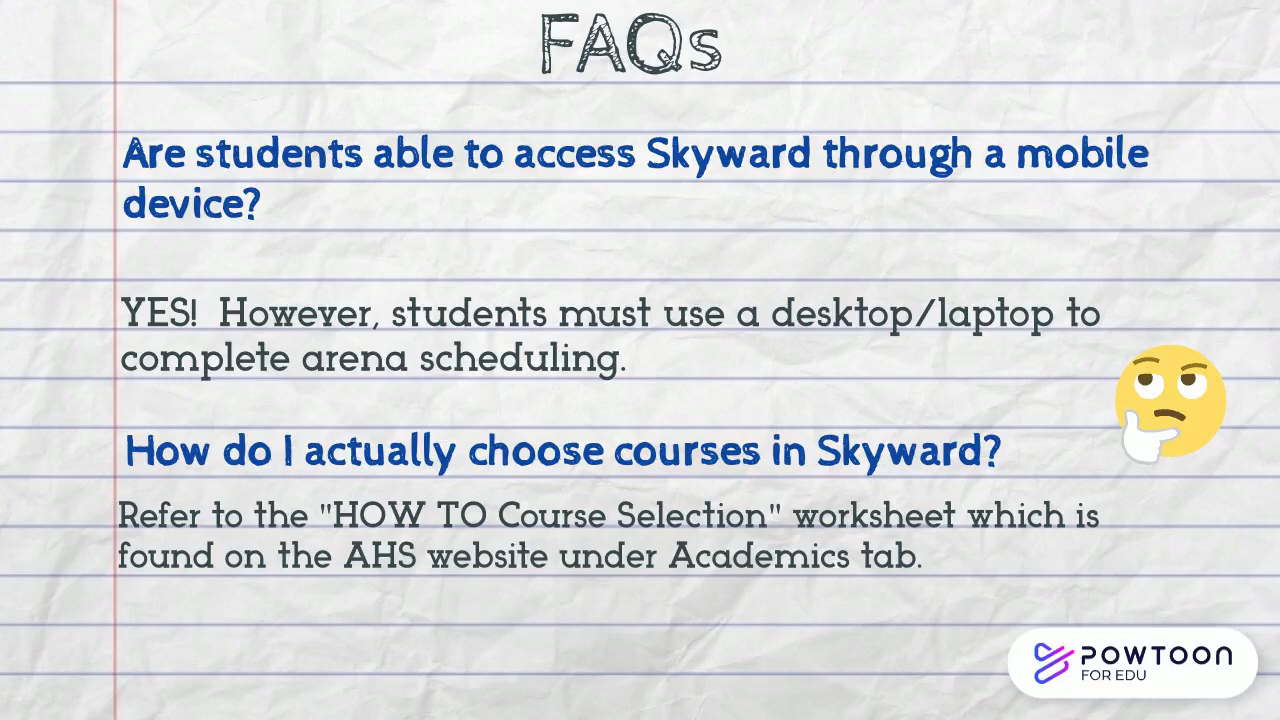 FAQs
Are students able to access Skyward through a mobile
device?
YES!  However, students must use a desktop/laptop to
complete arena scheduling.
How do I actually choose courses in Skyward?
Refer to the "HOW TO Course Selection" worksheet which is
found on the AHS website under Academics tab.
POWTOON
FOR EDU